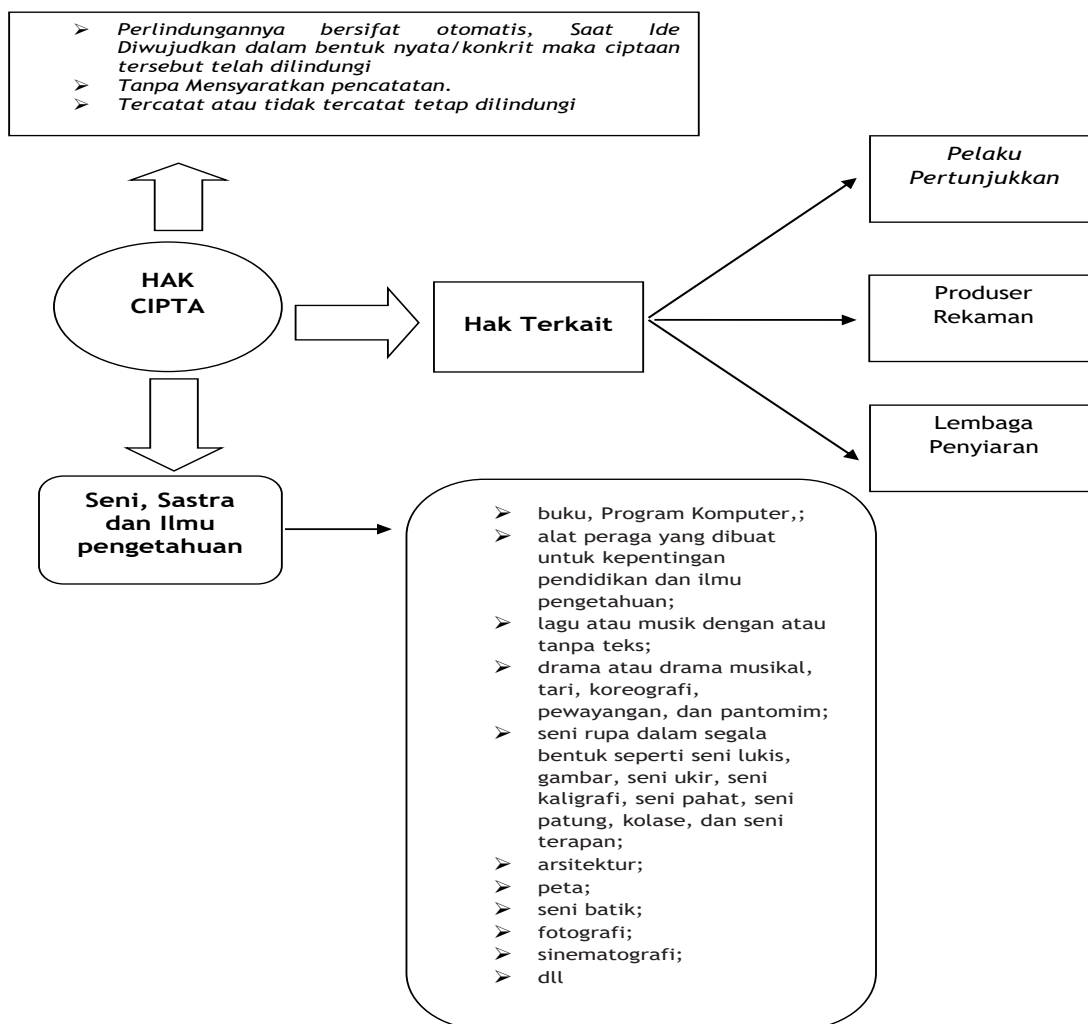 ➢ Perlindungannya bersifat otomatis, Saat Ide
Diwujudkan dalam bentuk nyata/konkrit maka ciptaan
tersebut telah dilindungi
➢ Tanpa Mensyaratkan pencatatan.
➢ Tercatat atau tidak tercatat tetap dilindungi
HAK
CIPTA
Hak Terkait
Pelaku
Pertunjukkan
Produser
Rekaman
Lembaga
Penyiaran
Seni, Sastra
dan Ilmu
pengetahuan
➢ buku, Program Komputer,;
➢ alat peraga yang dibuat
untuk kepentingan
pendidikan dan ilmu
pengetahuan;
➢ lagu atau musik dengan atau
tanpa teks;
➢ drama atau drama musikal,
tari, koreografi,
pewayangan, dan pantomim;
➢ seni rupa dalam segala
bentuk seperti seni lukis,
gambar, seni ukir, seni
kaligrafi, seni pahat, seni
patung, kolase, dan seni
terapan;
➢ arsitektur;
➢ peta;
➢ seni batik;
➢ fotografi;
➢ sinematografi;
➢ dll